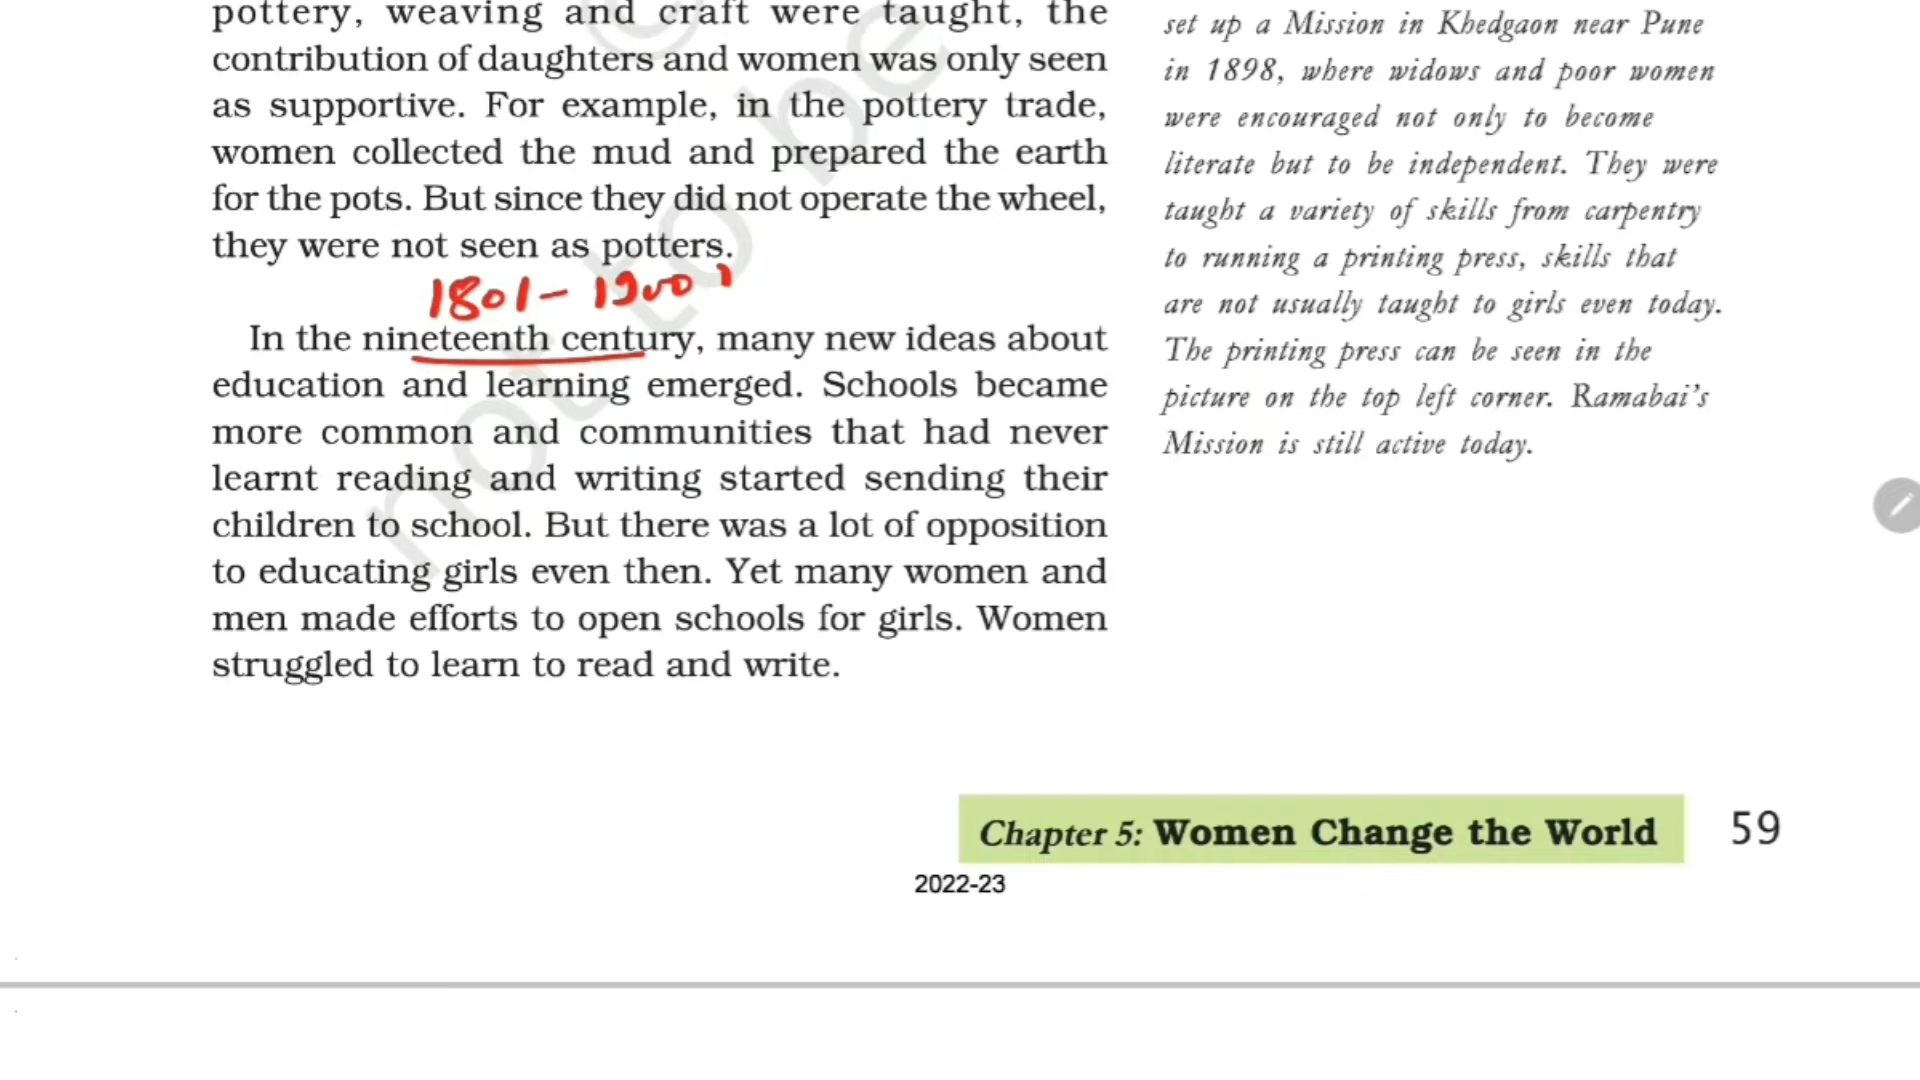 pottery, weaving and craft were taught, the
contribution of daughters and women was only seen
as supportive. For example, in the pottery trade,
women collected the mud and prepared the earth
for the pots. But since they did not operate the wheel,
they were not seen as potters.
1801 - 1900
In the nineteenth century, many new ideas about
education and learning emerged. Schools became
more common and communities that had never
learnt reading and writing started sending their
children to school. But there was a lot of opposition
to educating girls even then. Yet many women and
men made efforts to open schools for girls. Women
struggled to learn to read and write.
set up a Mission in Khedgaon near Pune
in 1898, where widows and poor women
were encouraged not only to become
literate but to be independent. They were
taught a variety of skills from carpentry
to running a printing press, skills that
are not usually taught to girls even today.
The printing press can be seen in the
picture on the top left corner. Ramabai's
Mission is still active today.
not to be
Chapter 5: Women Change the World 59
2022-23